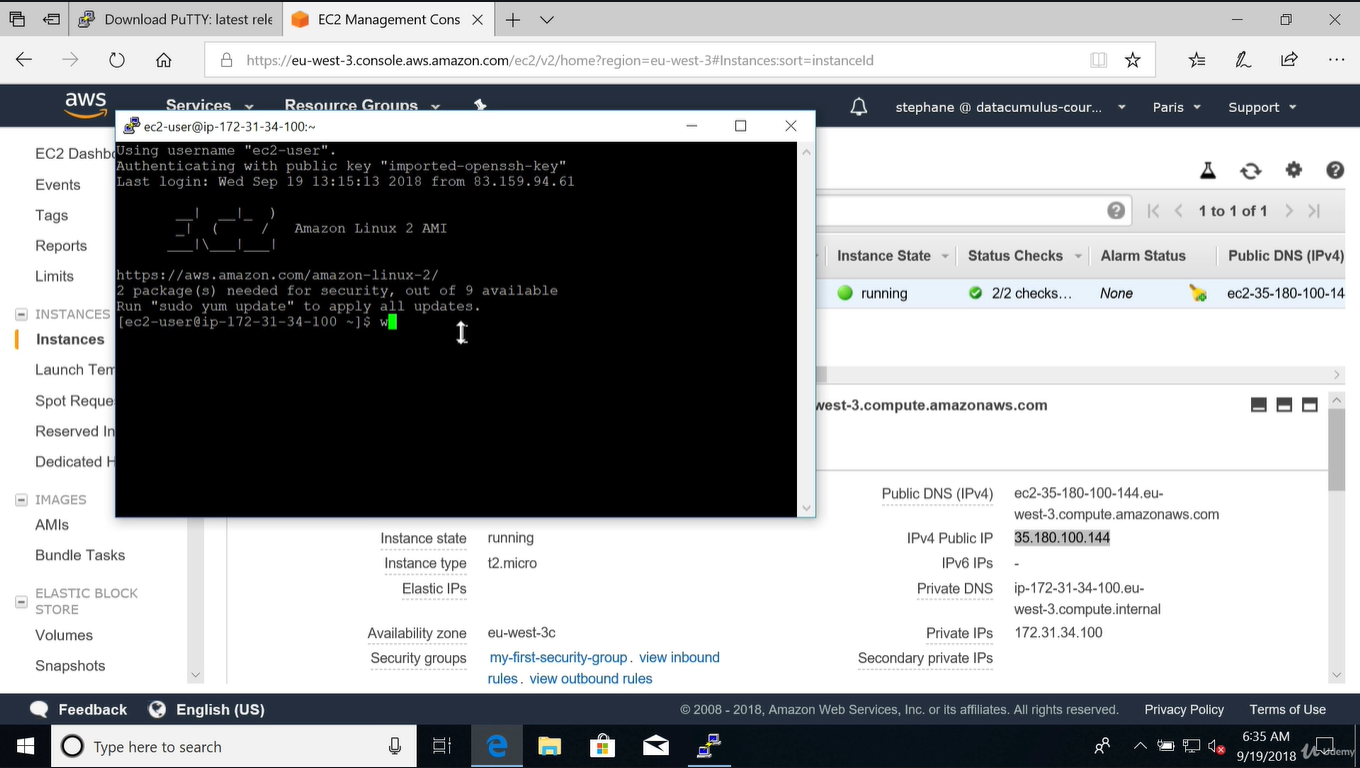 Download PuTTY: latest rele
EC2 Management Cons
https://eu-west-3.console.aws.amazon.com/ec2/v2/home?region=eu-west-3#Instances:sort=instanceId
aws
Services
Resource Groups
stephane @ datacumulus-cour...
Paris
Support
ec2-user@ip-172-31-34-100:~
Using username "ec2-user".
Authenticating with public key "imported-openssh-key"
Last login: Wed Sep 19 13:15:13 2018 from 83.159.94.61
__| __|_ )
_| ( / Amazon Linux 2 AMI
___|\___|___|
https://aws.amazon.com/amazon-linux-2/
2 package(s) needed for security, out of 9 available
Run "sudo yum update" to apply all updates.
[ec2-user@ip-172-31-34-100 ~]$ w
EC2 Dashb
Events
Tags
Reports
Limits
INSTANCES
Instances
Launch Tem
Spot Reque
Reserved In
Dedicated H
IMAGES
AMIs
Bundle Tasks
ELASTIC BLOCK
STORE
Volumes
Snapshots
1 to 1 of 1
Instance State
Status Checks
Alarm Status
Public DNS (IPv4)
running
2/2 checks...
None
ec2-35-180-100-14
west-3.compute.amazonaws.com
Instance state running
Instance type t2.micro
Elastic IPs
Availability zone eu-west-3c
Security groups my-first-security-group. view inbound
rules. view outbound rules
Public DNS (IPv4) ec2-35-180-100-144.eu-
west-3.compute.amazonaws.com
IPv4 Public IP 35.180.100.144
IPv6 IPs -
Private DNS ip-172-31-34-100.eu-
west-3.compute.internal
Private IPs 172.31.34.100
Secondary private IPs
Feedback
English (US)
© 2008 - 2018, Amazon Web Services, Inc. or its affiliates. All rights reserved.
Privacy Policy
Terms of Use
Type here to search
6:35 AM
9/19/2018
Udemy